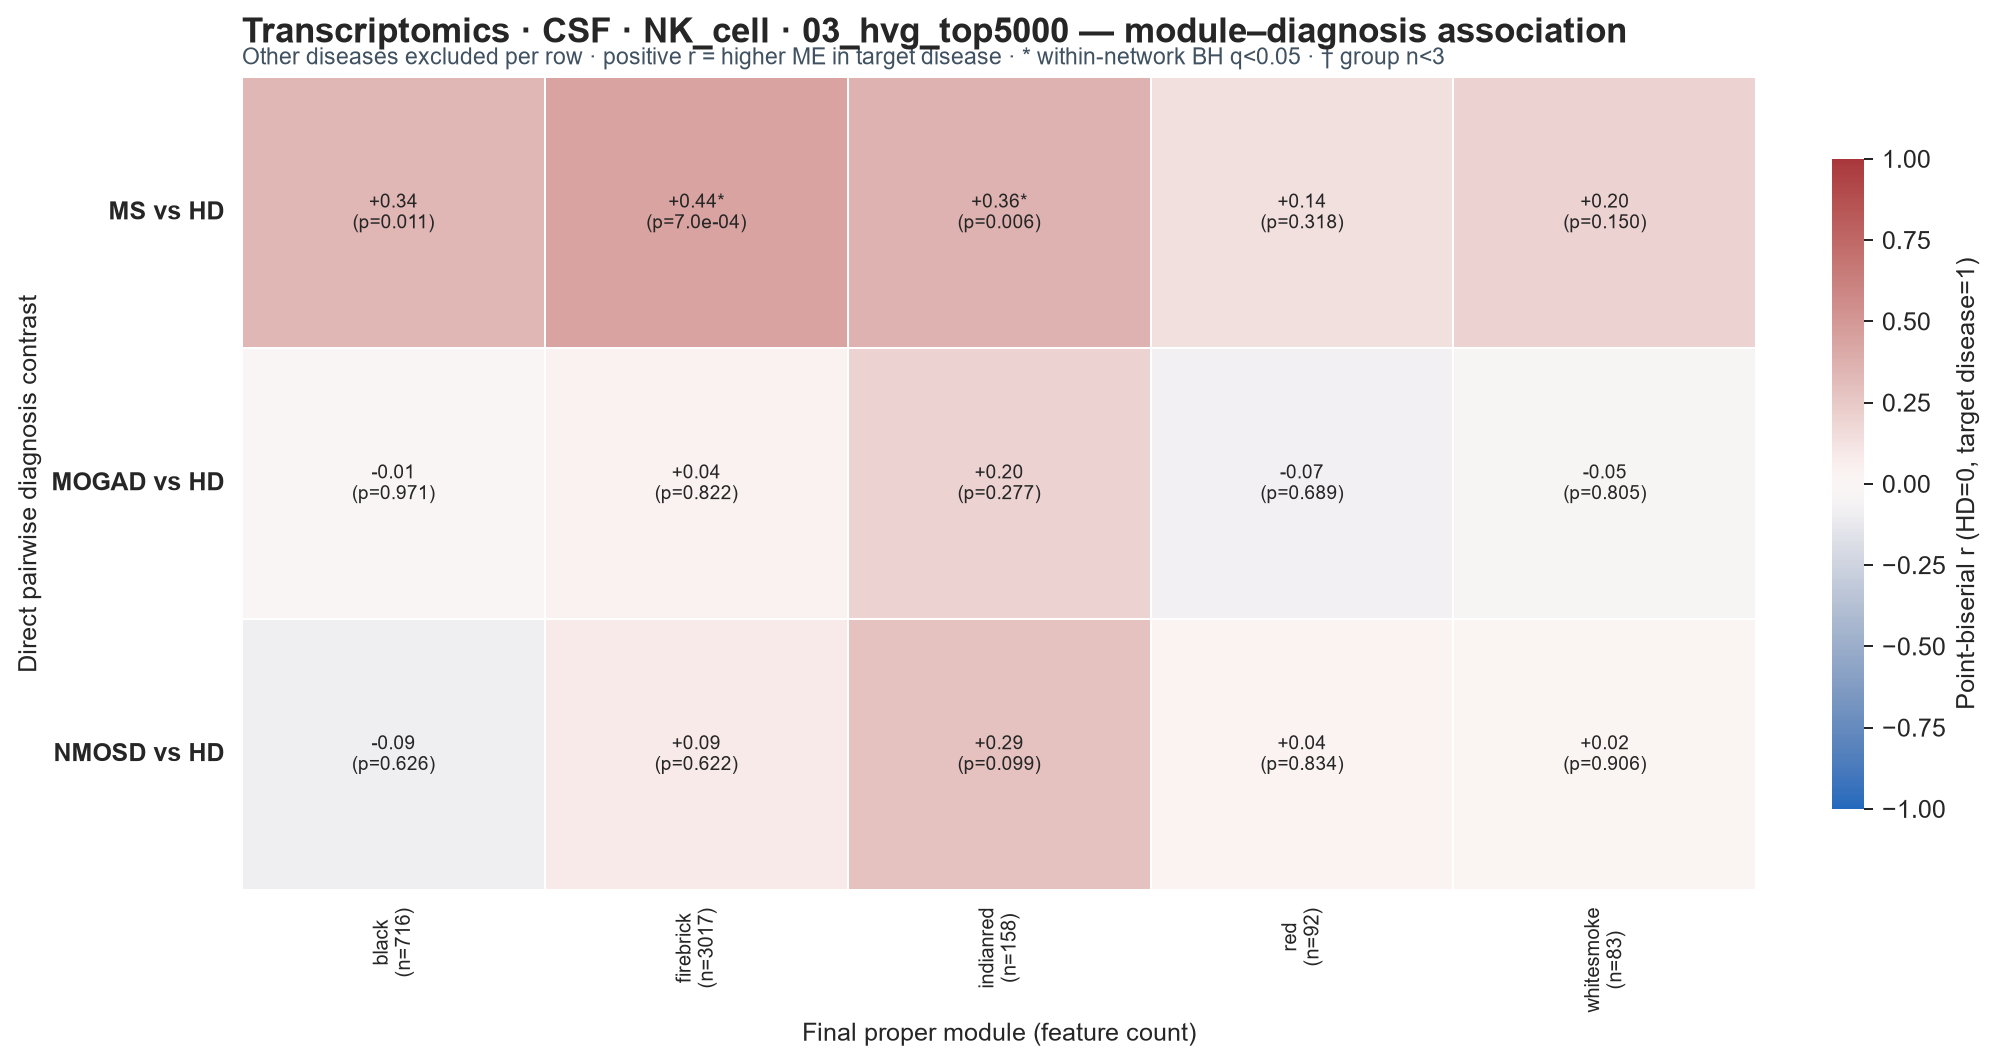 Transcriptomics · CSF · NK_cell · 03_hvg_top5000 — module–diagnosis association
Other diseases excluded per row · positive r = higher ME in target disease · * within-network BH q<0.05 · † group n<3
Direct pairwise diagnosis contrast
MS vs HD
+0.34
(p=0.011)
+0.44*
(p=7.0e-04)
+0.36*
(p=0.006)
+0.14
(p=0.318)
+0.20
(p=0.150)
MOGAD vs HD
-0.01
(p=0.971)
+0.04
(p=0.822)
+0.20
(p=0.277)
-0.07
(p=0.689)
-0.05
(p=0.805)
NMOSD vs HD
-0.09
(p=0.626)
+0.09
(p=0.622)
+0.29
(p=0.099)
+0.04
(p=0.834)
+0.02
(p=0.906)
black
(n=716)
firebrick
(n=3017)
indianred
(n=158)
red
(n=92)
whitesmoke
(n=83)
Final proper module (feature count)
1.00
0.75
0.50
0.25
0.00
−0.25
−0.50
−0.75
−1.00
Point-biserial r (HD=0, target disease=1)